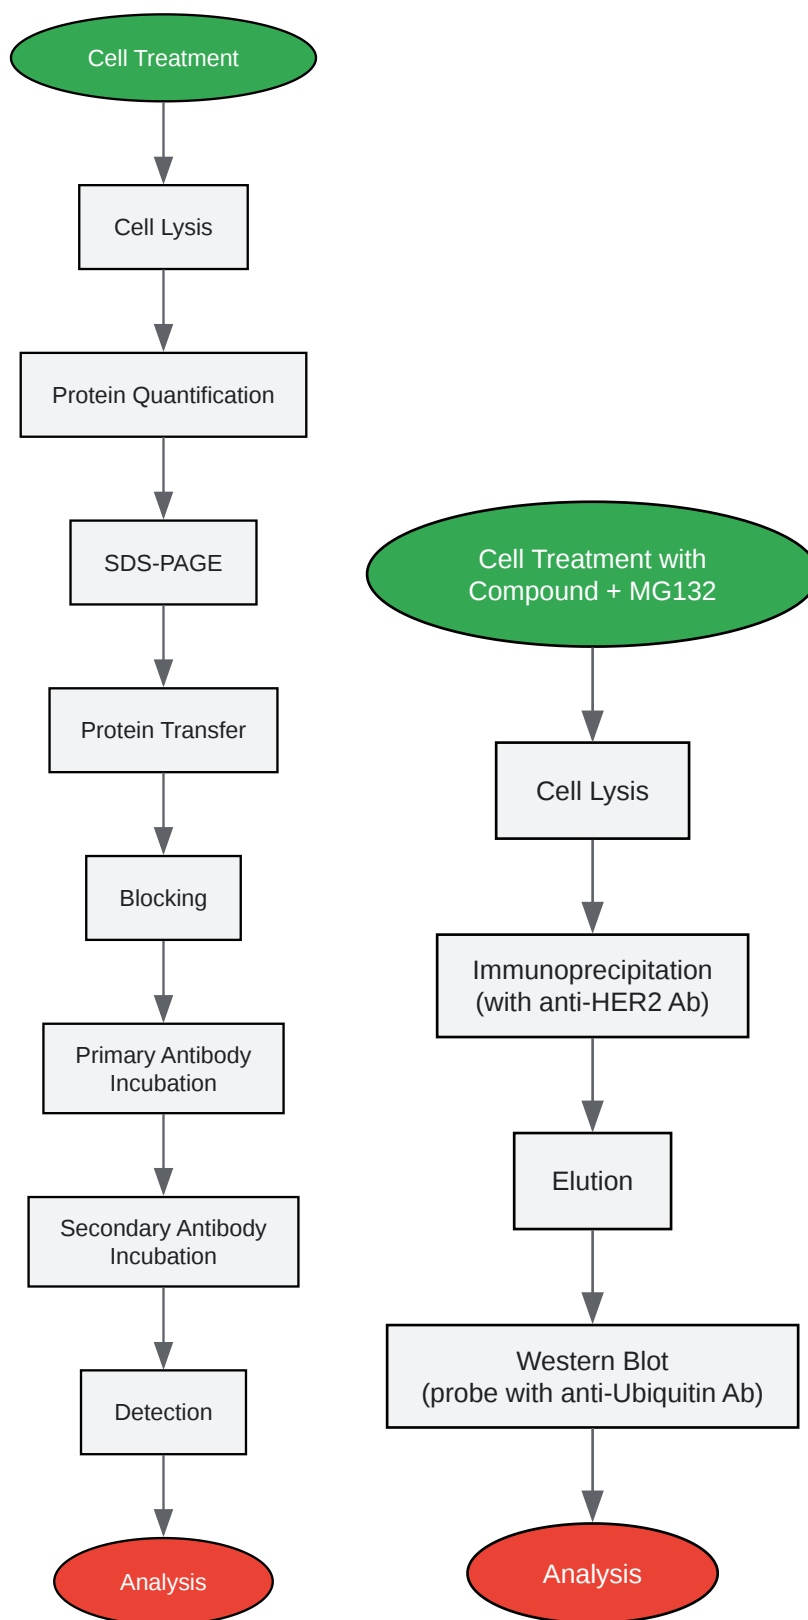 Cell Treatment
Cell Lysis
Protein Quantification
SDS-PAGE
Protein Transfer
Blocking
Primary Antibody
Incubation
Secondary Antibody
Incubation
Detection
Analysis
Cell Treatment with
Compound + MG132
Cell Lysis
Immunoprecipitation
(with anti-HER2 Ab)
Elution
Western Blot
(probe with anti-Ubiquitin Ab)
Analysis